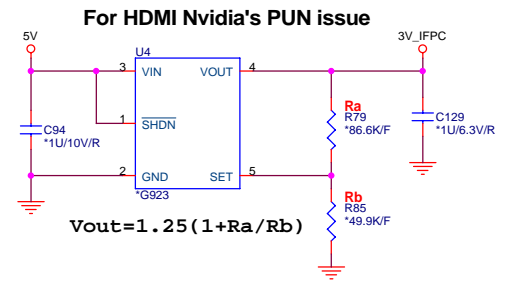 For HDMI Nvidia's PUN issue
5V
3V_IFPC
U4
3 VIN VOUT 4
1 SHDN
2 GND SET 5
*G923
C94
*1U/10V/R
Ra
R79
*86.6K/F
C129
*1U/6.3V/R
Rb
R85
*49.9K/F
Vout=1.25(1+Ra/Rb)